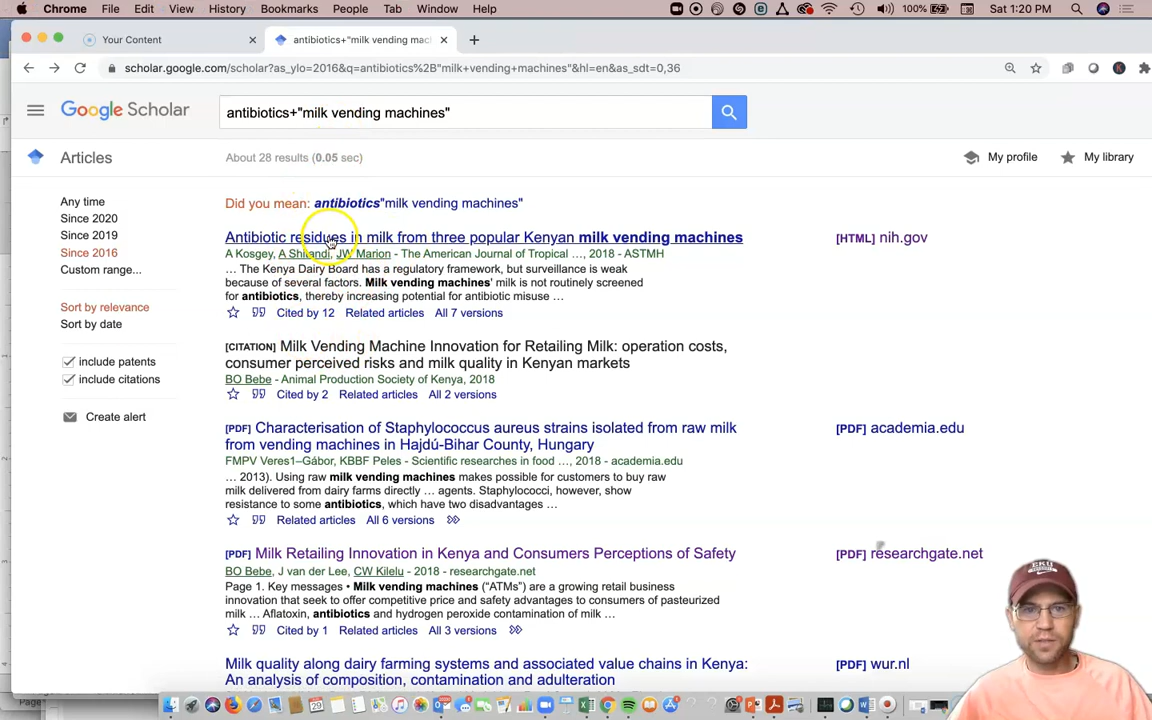 Chrome File Edit View History Bookmarks People Tab Window Help 100% Sat 1:20 PM
Your Content antibiotics+"milk vending mac
scholar.google.com/scholar?as_ylo=2016&q=antibiotics%2B"milk+vending+machines"&hl=en&as_sdt=0,36
Google Scholar antibiotics+"milk vending machines"
Articles About 28 results (0.05 sec) My profile My library
Any time
Since 2020
Since 2019
Since 2016
Custom range...
Sort by relevance
Sort by date
include patents
include citations
Create alert
Did you mean: antibiotics"milk vending machines"
Antibiotic residues in milk from three popular Kenyan milk vending machines [HTML] nih.gov
A Kosgey, A Shitandi, JW Marion - The American Journal of Tropical …, 2018 - ASTMH
… The Kenya Dairy Board has a regulatory framework, but surveillance is weak
because of several factors. Milk vending machines' milk is not routinely screened
for antibiotics, thereby increasing potential for antibiotic misuse …
Cited by 12 Related articles All 7 versions
[CITATION] Milk Vending Machine Innovation for Retailing Milk: operation costs,
consumer perceived risks and milk quality in Kenyan markets
BO Bebe - Animal Production Society of Kenya, 2018
Cited by 2 Related articles All 2 versions
[PDF] Characterisation of Staphylococcus aureus strains isolated from raw milk [PDF] academia.edu
from vending machines in Hajdú-Bihar County, Hungary
FMPV Veres1–Gábor, KBBF Peles - Scientific researches in food …, 2018 - academia.edu
… 2013). Using raw milk vending machines makes possible for customers to buy raw
milk delivered from dairy farms directly … agents. Staphylococci, however, show
resistance to some antibiotics, which have two disadvantages …
Related articles All 6 versions
[PDF] Milk Retailing Innovation in Kenya and Consumers Perceptions of Safety [PDF] researchgate.net
BO Bebe, J van der Lee, CW Kilelu - 2018 - researchgate.net
Page 1. Key messages • Milk vending machines ("ATMs") are a growing retail business
innovation that seek to offer competitive price and safety advantages to consumers of pasteurized
milk … Aflatoxin, antibiotics and hydrogen peroxide contamination of milk …
Cited by 1 Related articles All 3 versions
Milk quality along dairy farming systems and associated value chains in Kenya: [PDF] wur.nl
An analysis of composition, contamination and adulteration
EKU